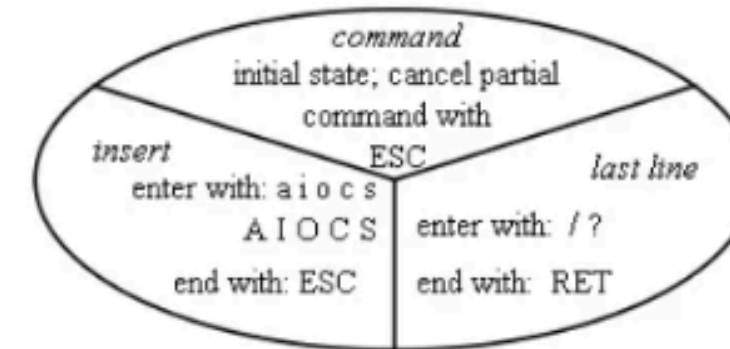 command
initial state; cancel partial
command with
ESC
insert
enter with: a i o c s
A I O C S
end with: ESC
last line
enter with: / ?
end with: RET